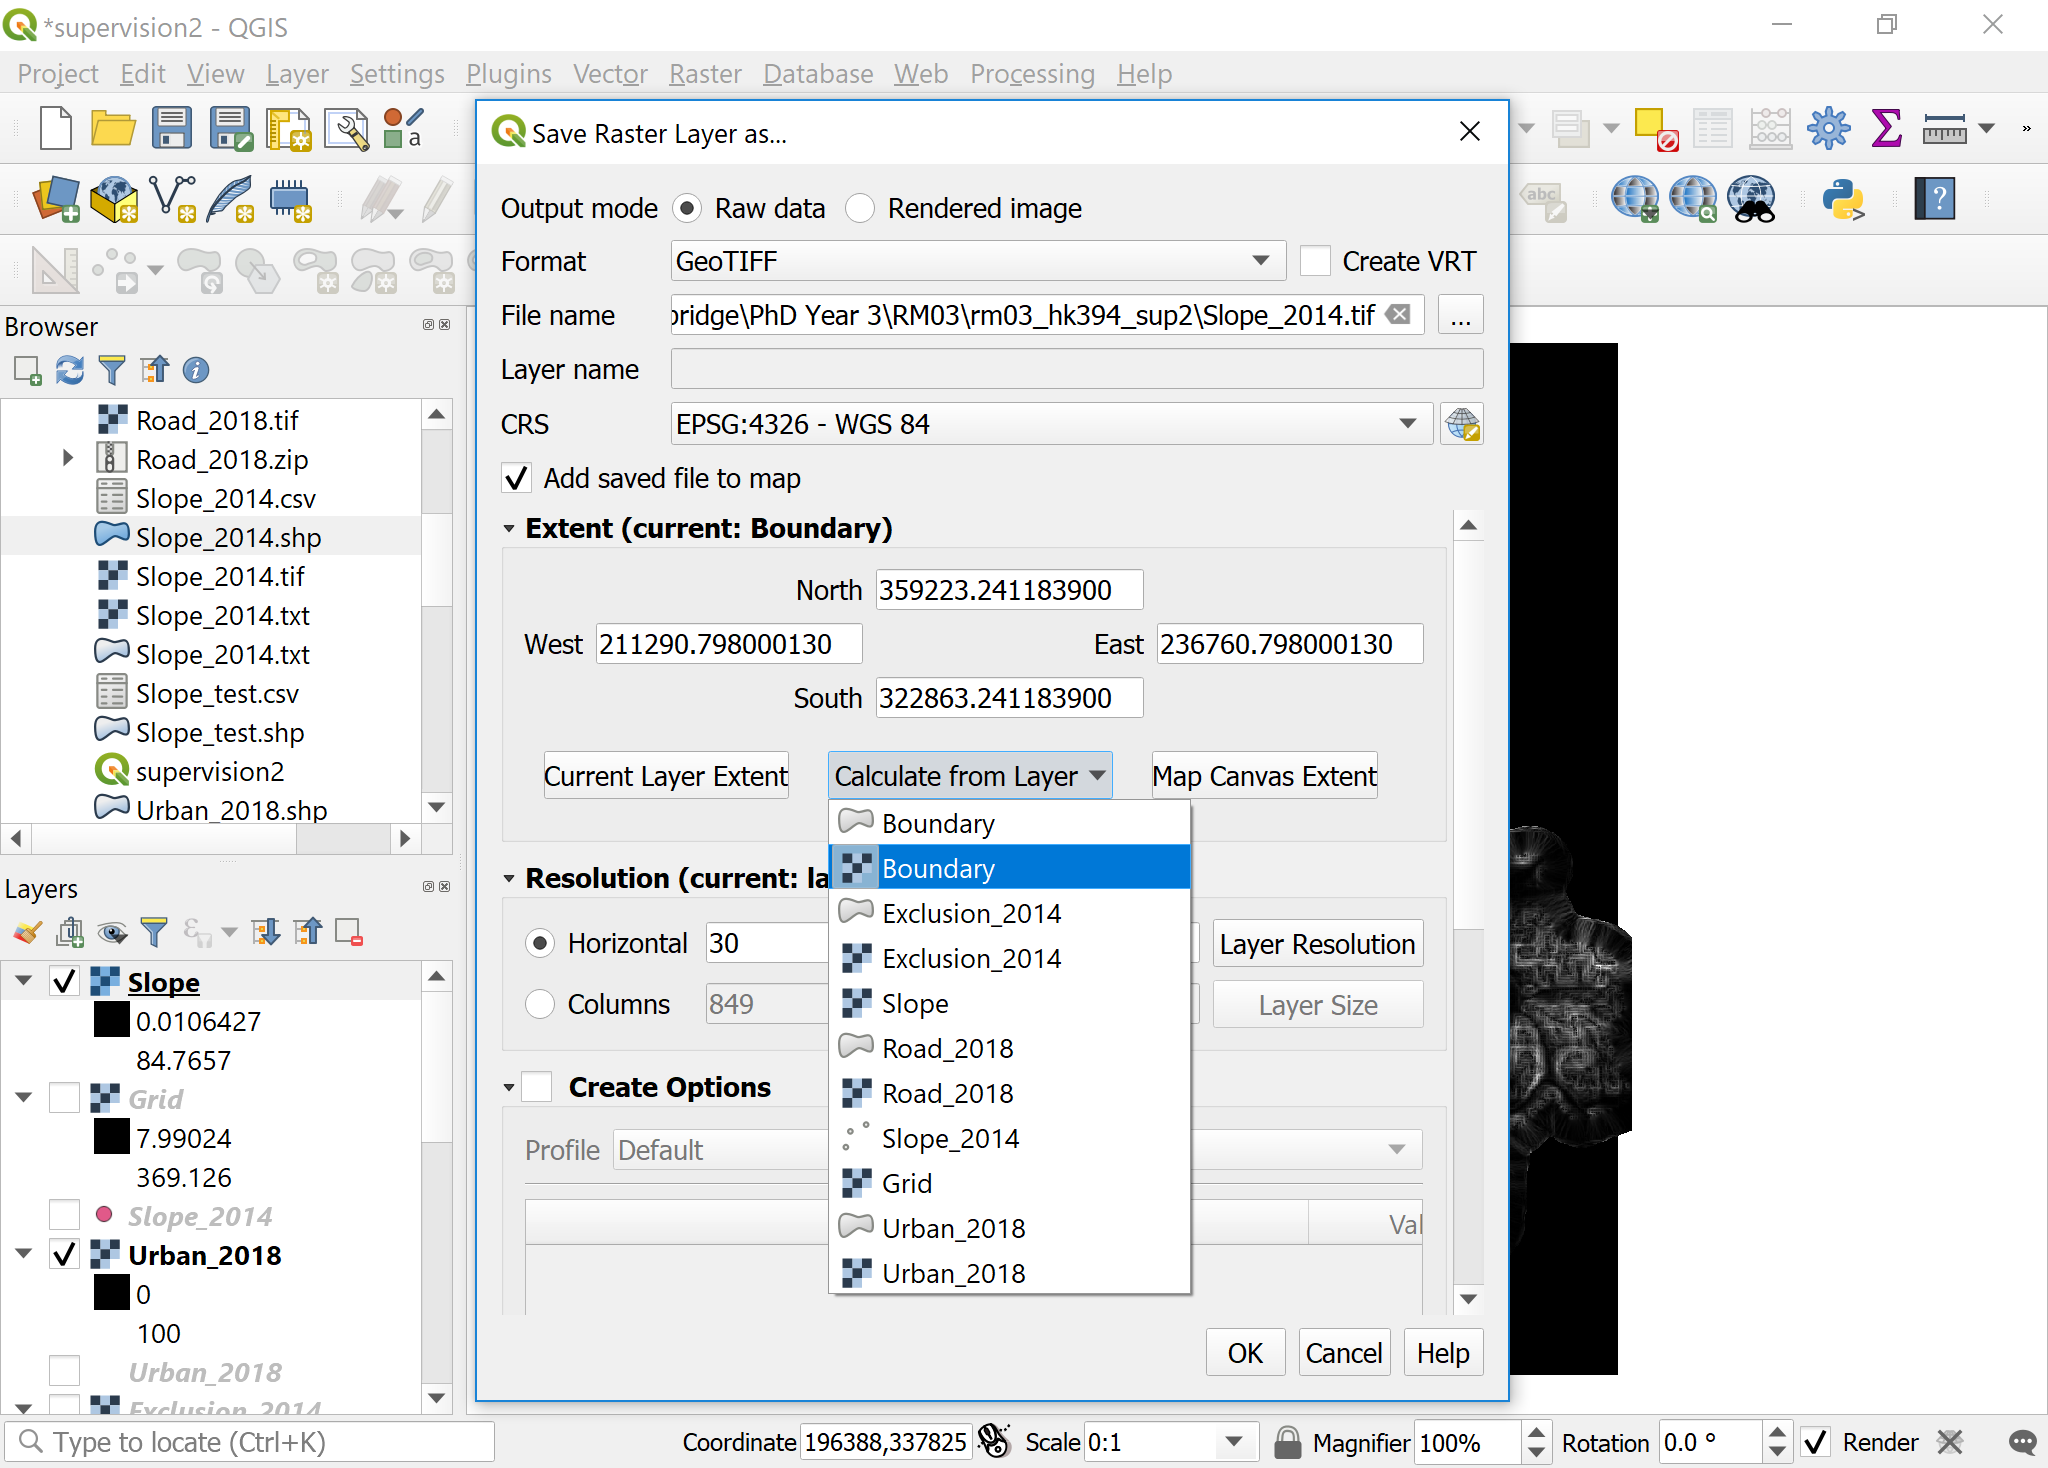 *supervision2 - QGIS
Project Edit View Layer Settings Plugins Vector Raster Database Web Processing Help
a
»
abc
?
Save Raster Layer as...
Output mode Raw data Rendered image
Format GeoTIFF Create VRT
File name bridge\PhD Year 3\RM03\rm03_hk394_sup2\Slope_2014.tif ...
Layer name
CRS EPSG:4326 - WGS 84
Add saved file to map
Extent (current: Boundary)
North 359223.241183900
West 211290.798000130 East 236760.798000130
South 322863.241183900
Current Layer Extent Calculate from Layer Map Canvas Extent
Boundary
Boundary
Exclusion_2014
Exclusion_2014
Slope
Road_2018
Road_2018
Slope_2014
Grid
Urban_2018
Urban_2018
Resolution (current: la
Horizontal 30 Layer Resolution
Columns 849 Layer Size
Create Options
Profile Default
Val
OK Cancel Help
Browser
Road_2018.tif
Road_2018.zip
Slope_2014.csv
Slope_2014.shp
Slope_2014.tif
Slope_2014.txt
Slope_2014.txt
Slope_test.csv
Slope_test.shp
supervision2
Urban_2018.shp
Layers
Slope
0.0106427
84.7657
Grid
7.99024
369.126
Slope_2014
Urban_2018
0
100
Urban_2018
Exclusion_2014
Type to locate (Ctrl+K) Coordinate 196388,337825 Scale 0:1 Magnifier 100% Rotation 0.0 ° Render